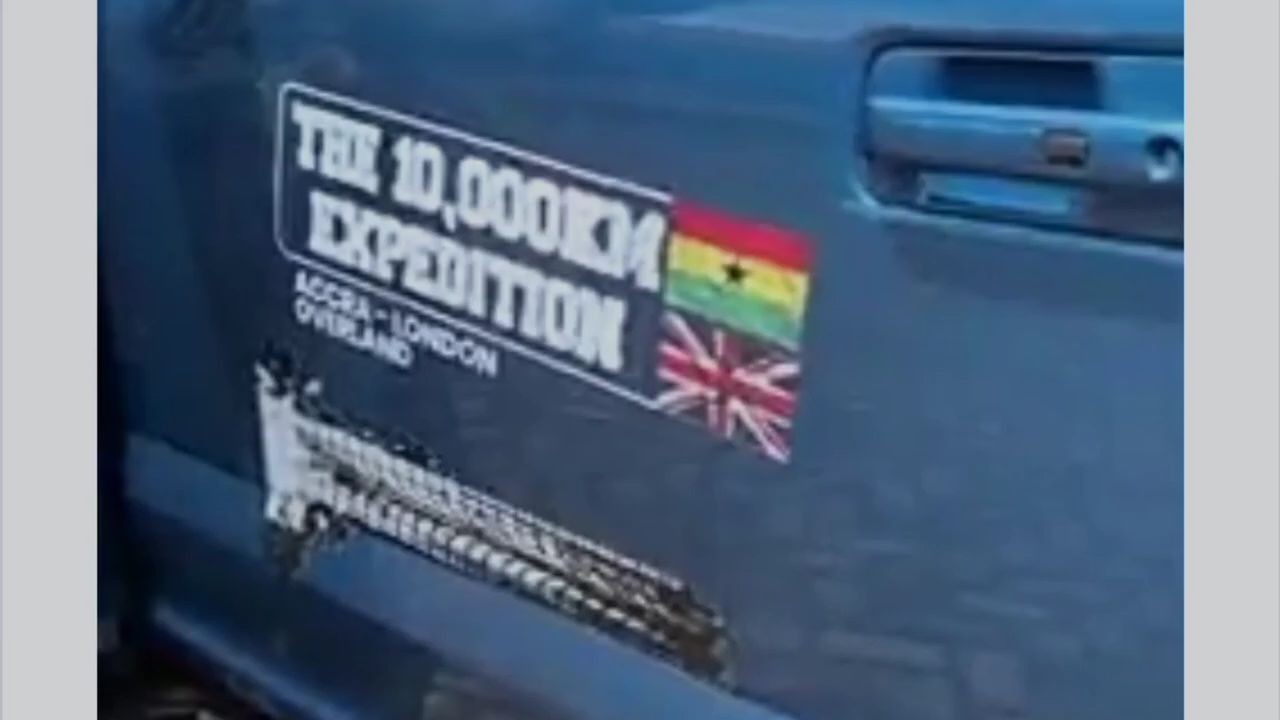 THE 10,000KM
EXPEDITION
ACCRA - LONDON
OVERLAND